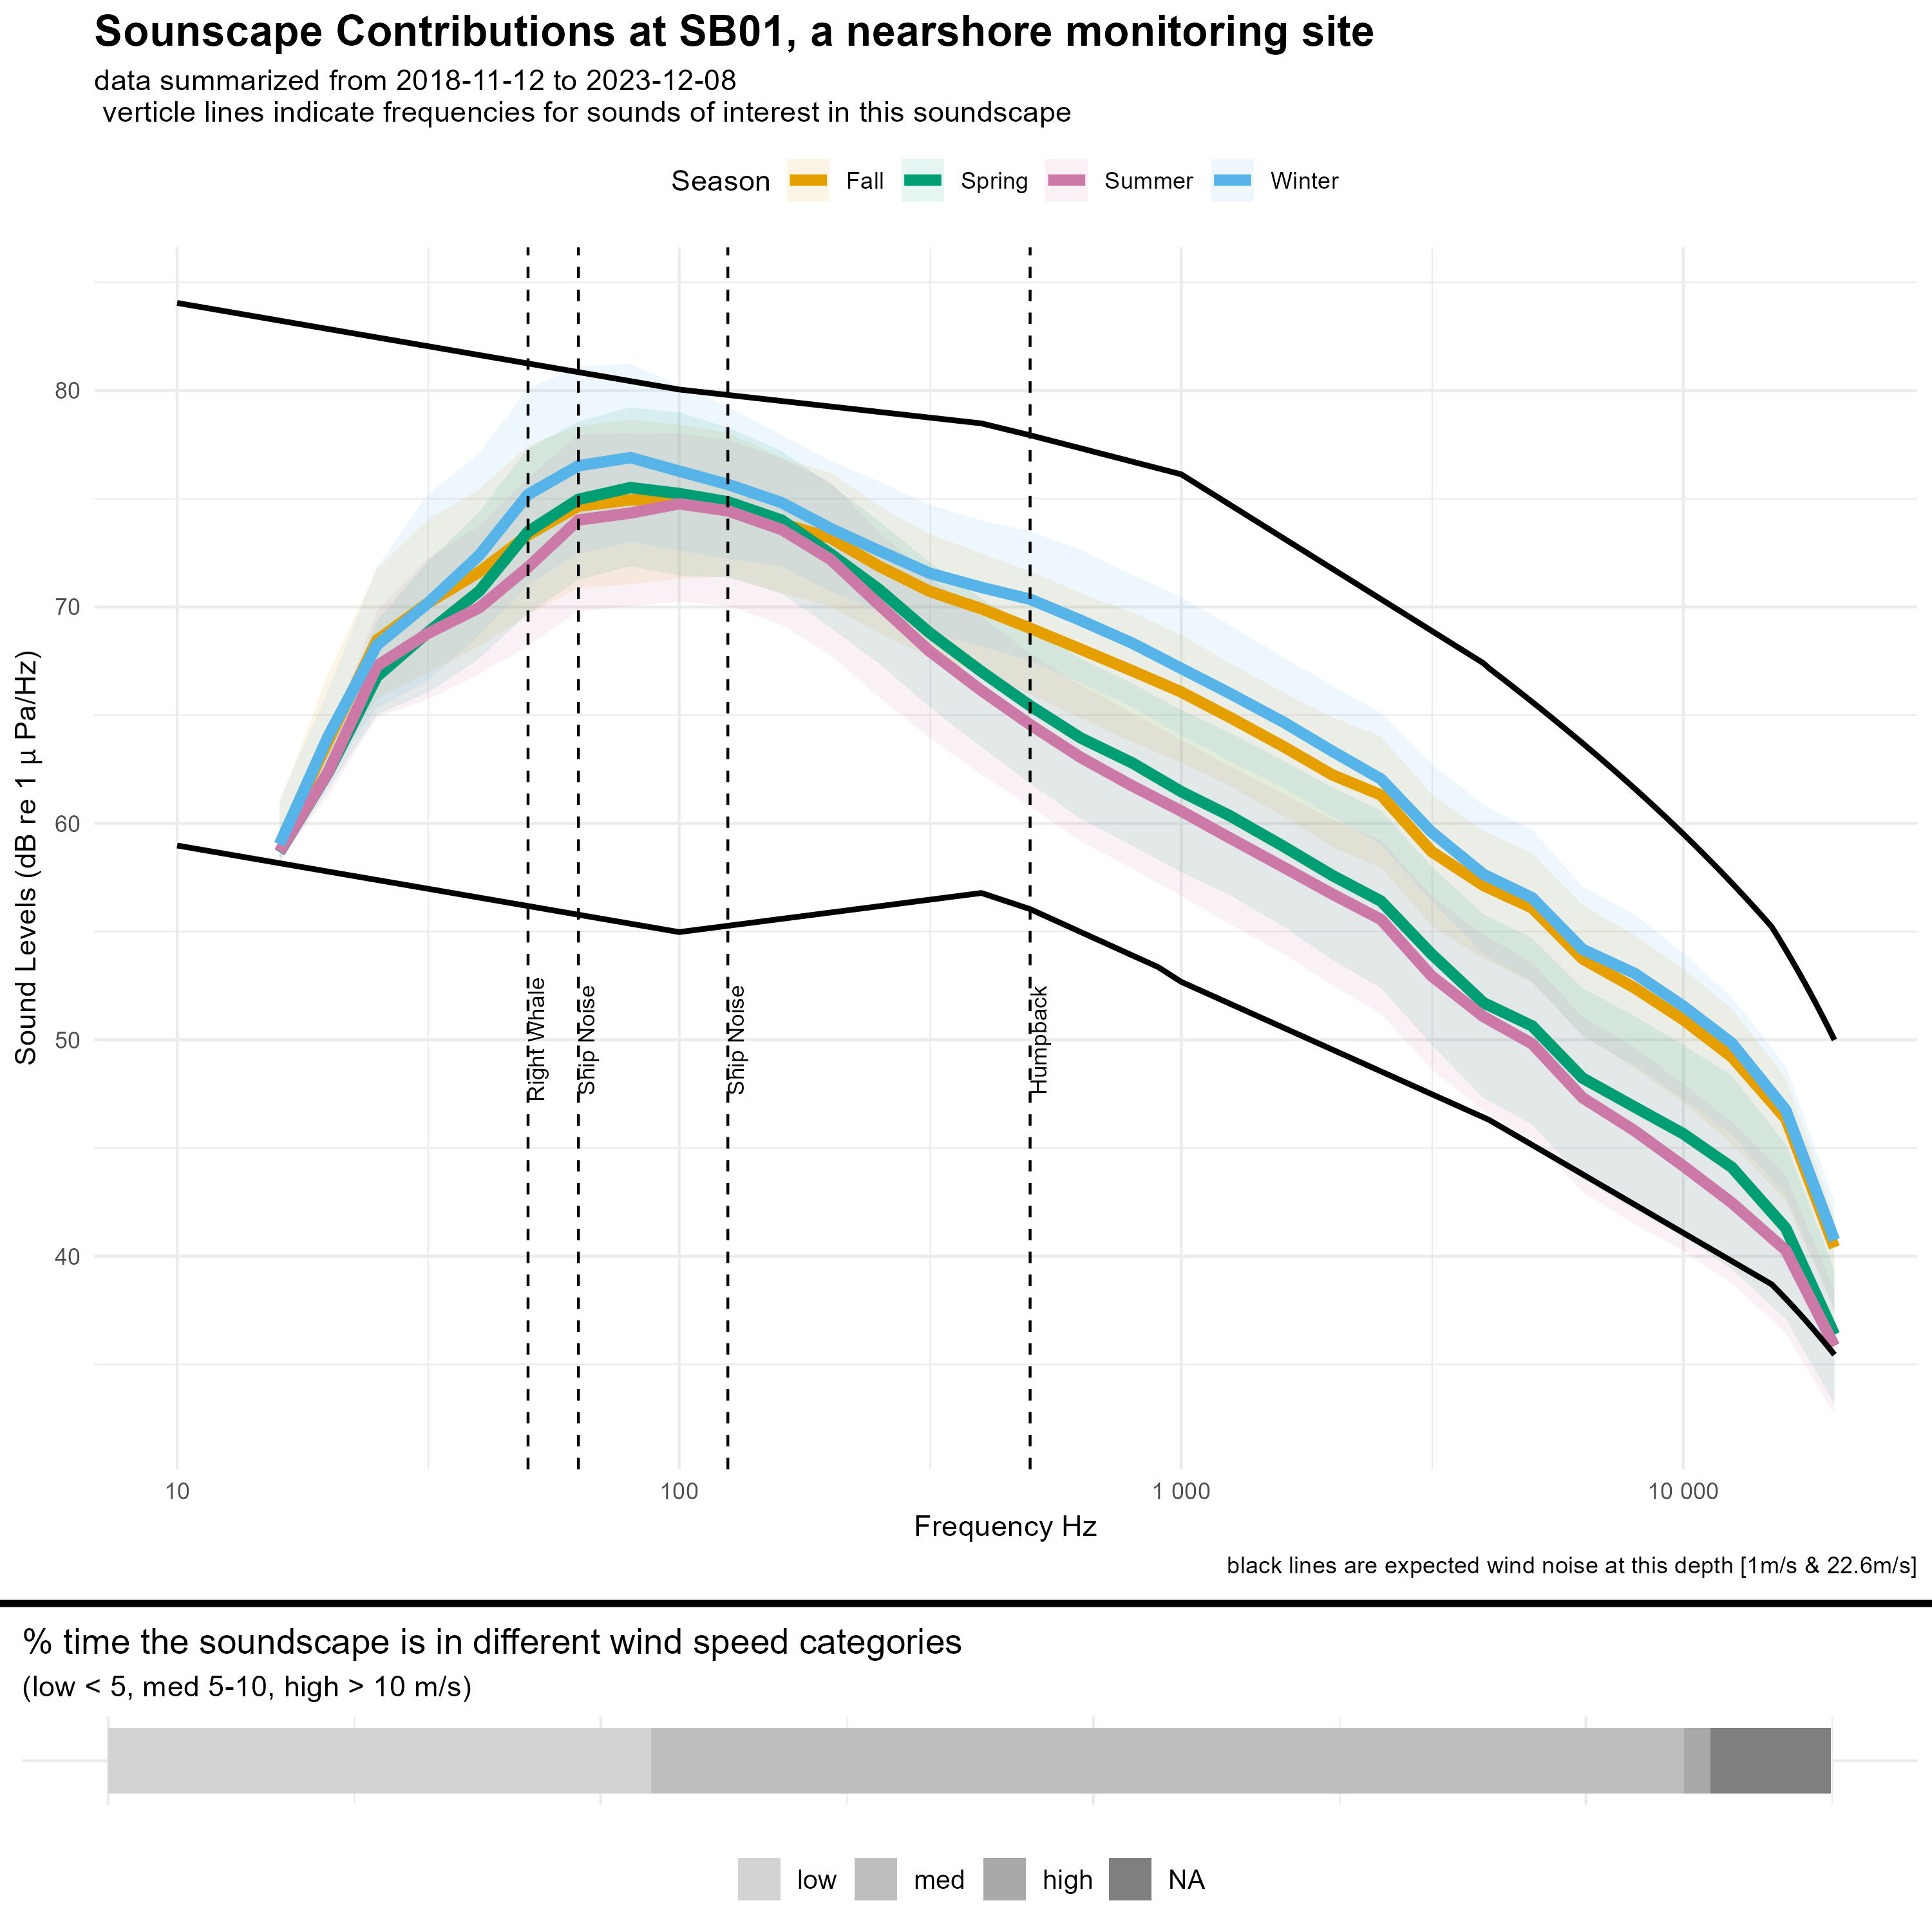 Sounscape Contributions at SB01, a nearshore monitoring site
data summarized from 2018-11-12 to 2023-12-08
verticle lines indicate frequencies for sounds of interest in this soundscape
Season Fall Spring Summer Winter
Sound Levels (dB re 1 µ Pa/Hz)
80
70
60
50
40
Right Whale
Ship Noise
Ship Noise
Humpback
10 100 1 000 10 000
Frequency Hz
black lines are expected wind noise at this depth [1m/s & 22.6m/s]
% time the soundscape is in different wind speed categories
(low < 5, med 5-10, high > 10 m/s)
low med high NA